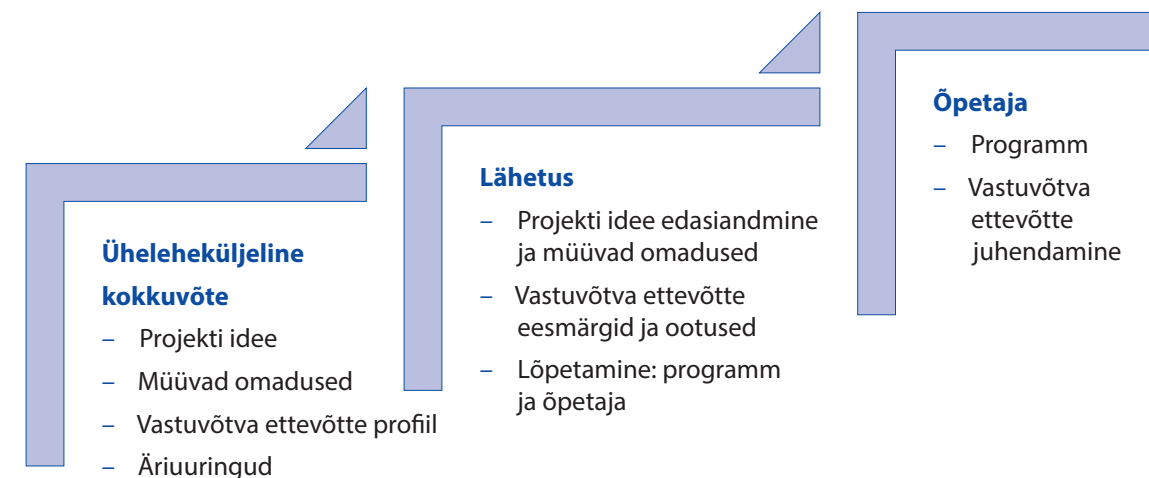 Üheleheküljeline
kokkuvõte
– Projekti idee
– Müüvad omadused
– Vastuvõtva ettevõtte profiil
– Äriuuringud
Lähetus
– Projekti idee edasiandmine
ja müüvad omadused
– Vastuvõtva ettevõtte
eesmärgid ja ootused
– Lõpetamine: programm
ja õpetaja
Õpetaja
– Programm
– Vastuvõtva
ettevõtte
juhendamine